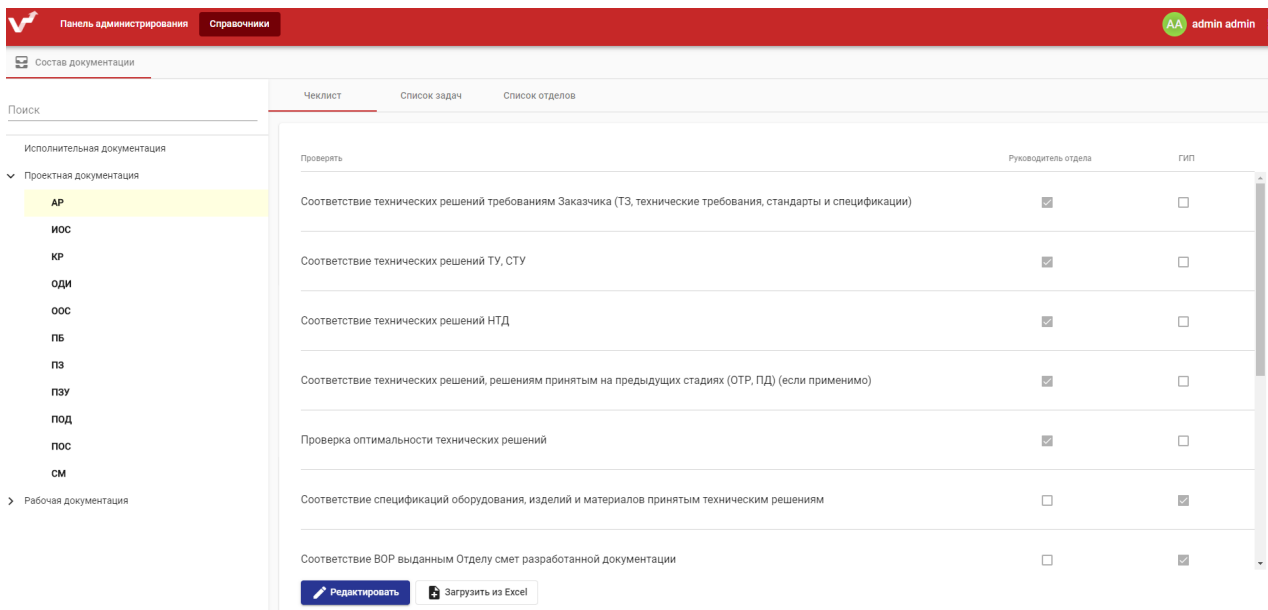 Панель администрирования Справочники AA admin admin
Состав документации
Поиск
Исполнительная документация
Проектная документация
АР
ИОС
КР
ОДИ
ООС
ПБ
ПЗ
ПЗУ
ПОД
ПОС
СМ
Рабочая документация
Чеклист Список задач Список отделов
Проверять Руководитель отдела ГИП
Соответствие технических решений требованиям Заказчика (ТЗ, технические требования, стандарты и спецификации)
Соответствие технических решений ТУ, СТУ
Соответствие технических решений НТД
Соответствие технических решений, решениям принятым на предыдущих стадиях (ОТР, ПД) (если применимо)
Проверка оптимальности технических решений
Соответствие спецификаций оборудования, изделий и материалов принятым техническим решениям
Соответствие ВОР выданным Отделу смет разработанной документации
Редактировать Загрузить из Excel